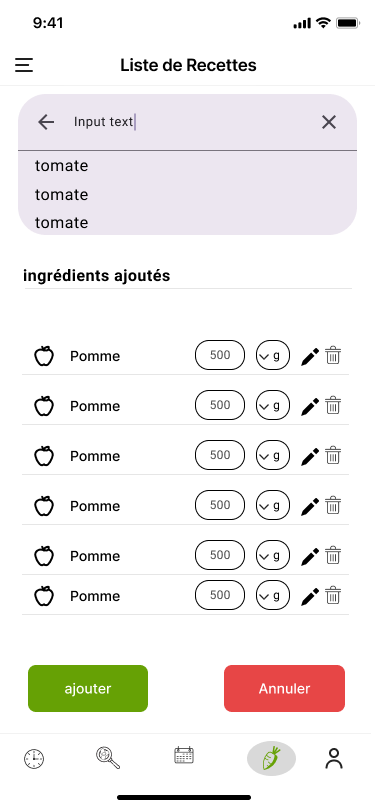 9:41
Liste de Recettes
Input text
tomate
tomate
tomate
ingrédients ajoutés
Pomme 500 g
Pomme 500 g
Pomme 500 g
Pomme 500 g
Pomme 500 g
Pomme 500 g
ajouter Annuler